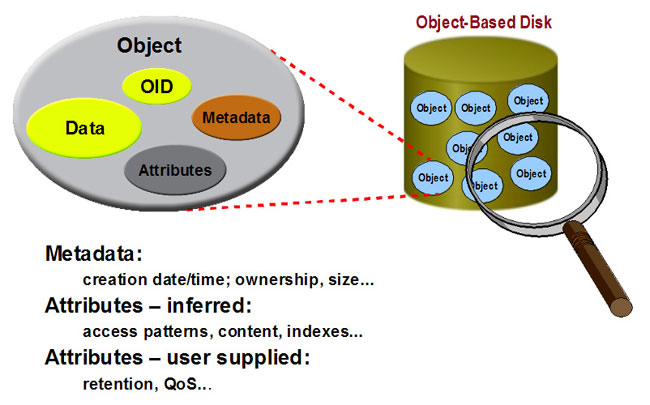 Object-Based Disk
Object
OID
Data
Metadata
Attributes
Object
Object
Object
Object
Object
Object
Object
Object
Metadata:
creation date/time; ownership, size...
Attributes – inferred:
access patterns, content, indexes...
Attributes – user supplied:
retention, QoS...